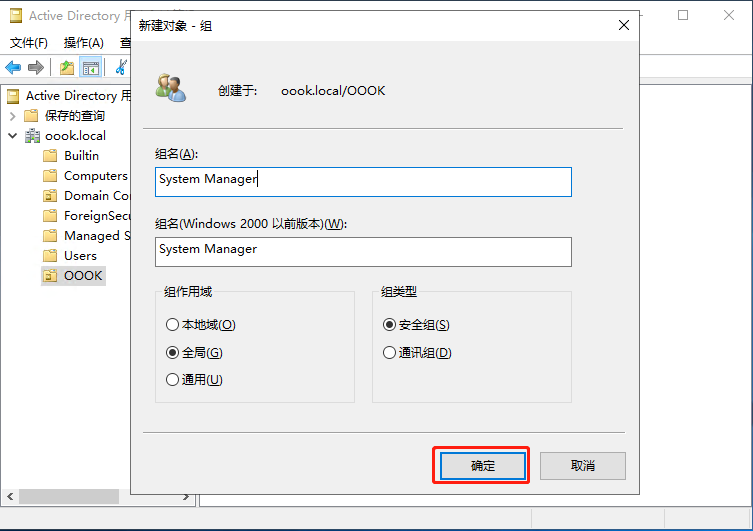 Active Directory 用
新建对象 - 组
文件(F) 操作(A) 查
Active Directory 用
保存的查询
oook.local
Builtin
Computers
Domain Co
ForeignSecu
Managed S
Users
OOOK
创建于: oook.local/OOOK
组名(A):
System Manager
组名(Windows 2000 以前版本)(W):
System Manager
组作用域
本地域(O)
全局(G)
通用(U)
组类型
安全组(S)
通讯组(D)
确定
取消